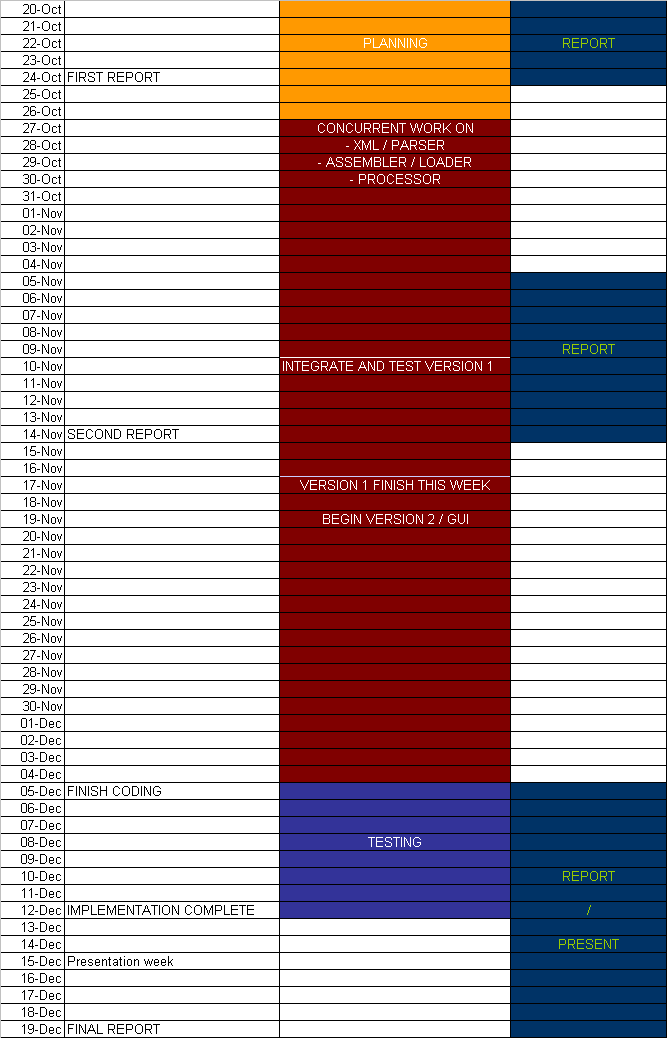 20-Oct
21-Oct
22-Oct PLANNING REPORT
23-Oct
24-Oct FIRST REPORT
25-Oct
26-Oct
27-Oct CONCURRENT WORK ON
28-Oct - XML / PARSER
29-Oct - ASSEMBLER / LOADER
30-Oct - PROCESSOR
31-Oct
01-Nov
02-Nov
03-Nov
04-Nov
05-Nov
06-Nov
07-Nov
08-Nov
09-Nov REPORT
10-Nov INTEGRATE AND TEST VERSION 1
11-Nov
12-Nov
13-Nov
14-Nov SECOND REPORT
15-Nov
16-Nov
17-Nov VERSION 1 FINISH THIS WEEK
18-Nov
19-Nov BEGIN VERSION 2 / GUI
20-Nov
21-Nov
22-Nov
23-Nov
24-Nov
25-Nov
26-Nov
27-Nov
28-Nov
29-Nov
30-Nov
01-Dec
02-Dec
03-Dec
04-Dec
05-Dec FINISH CODING
06-Dec
07-Dec
08-Dec TESTING
09-Dec
10-Dec REPORT
11-Dec
12-Dec IMPLEMENTATION COMPLETE /
13-Dec
14-Dec PRESENT
15-Dec Presentation week
16-Dec
17-Dec
18-Dec
19-Dec FINAL REPORT